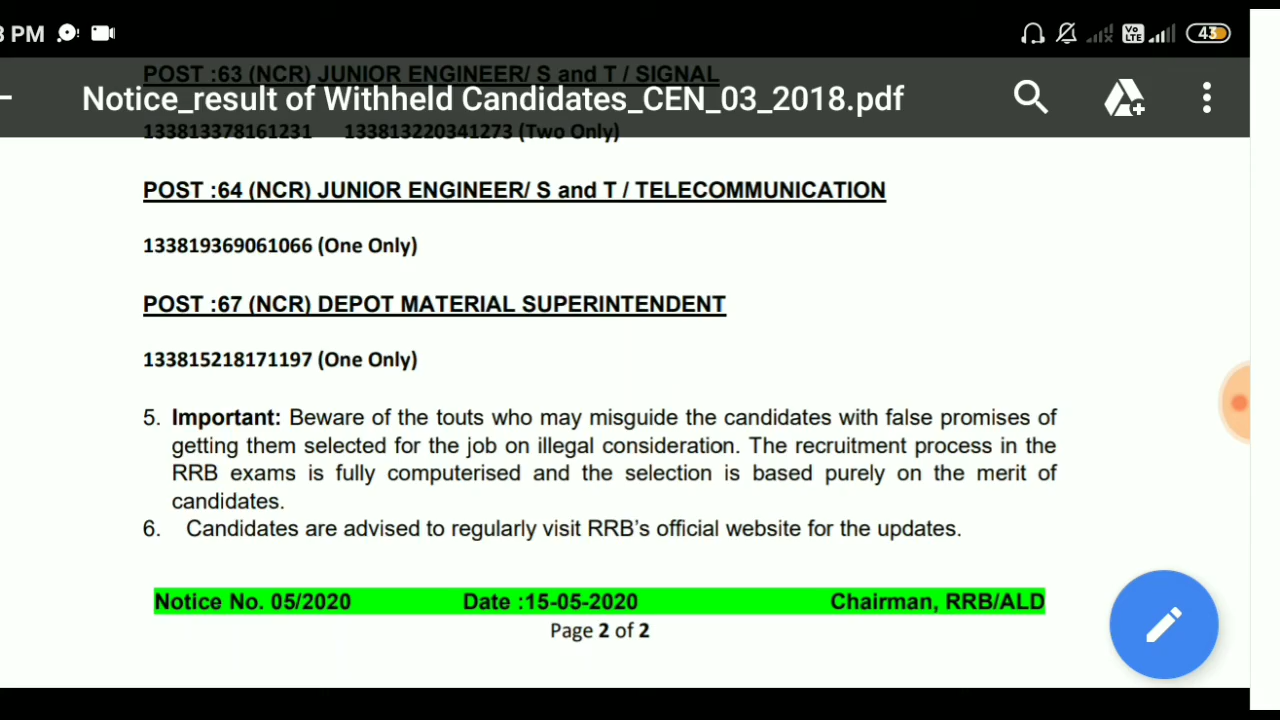 3 PM Vo LTE 43
POST :63 (NCR) JUNIOR ENGINEER/ S and T / SIGNAL
Notice_result of Withheld Candidates_CEN_03_2018.pdf
133813378161231 133813220341273 (Two Only)
POST :64 (NCR) JUNIOR ENGINEER/ S and T / TELECOMMUNICATION
133819369061066 (One Only)
POST :67 (NCR) DEPOT MATERIAL SUPERINTENDENT
133815218171197 (One Only)
5. Important: Beware of the touts who may misguide the candidates with false promises of
getting them selected for the job on illegal consideration. The recruitment process in the
RRB exams is fully computerised and the selection is based purely on the merit of
candidates.
6. Candidates are advised to regularly visit RRB's official website for the updates.
Notice No. 05/2020 Date :15-05-2020 Chairman, RRB/ALD
Page 2 of 2